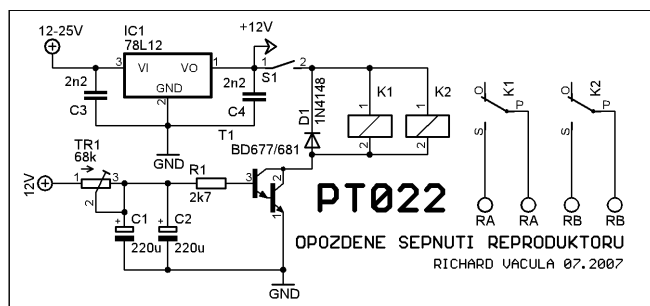 12-25V
IC1
78L12
+12V
3
VI
VO
1
1
S1
2
GND
2
2n2
C3
2n2
C4
GND
T1
BD677/681
D1
1N4148
1
K1
2
1
K2
2
O
K1
P
S
O
K2
P
S
RA
RA
RB
RB
TR1
68k
12V
1
3
2
R1
2k7
3
2
1
+
C1
220u
+
C2
220u
GND
PT022
OPOZDENE SEPNUTI REPRODUKTORU
RICHARD VACULA 07.2007